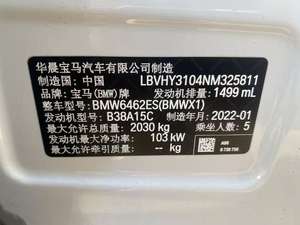 华晨宝马汽车有限公司制造
制造国：中国 LBVHY3104NM325811
发动机排量：1499 mL
品牌：宝马(BMW)牌
整车型号：BMW6462ES(BMWX1)
发动机型号：B38A15C 制造年月：2022-01
最大允许总质量：2030 kg 乘坐人数：5
发动机最大净功率：103 kW
最大允许牵引质量：-- kg